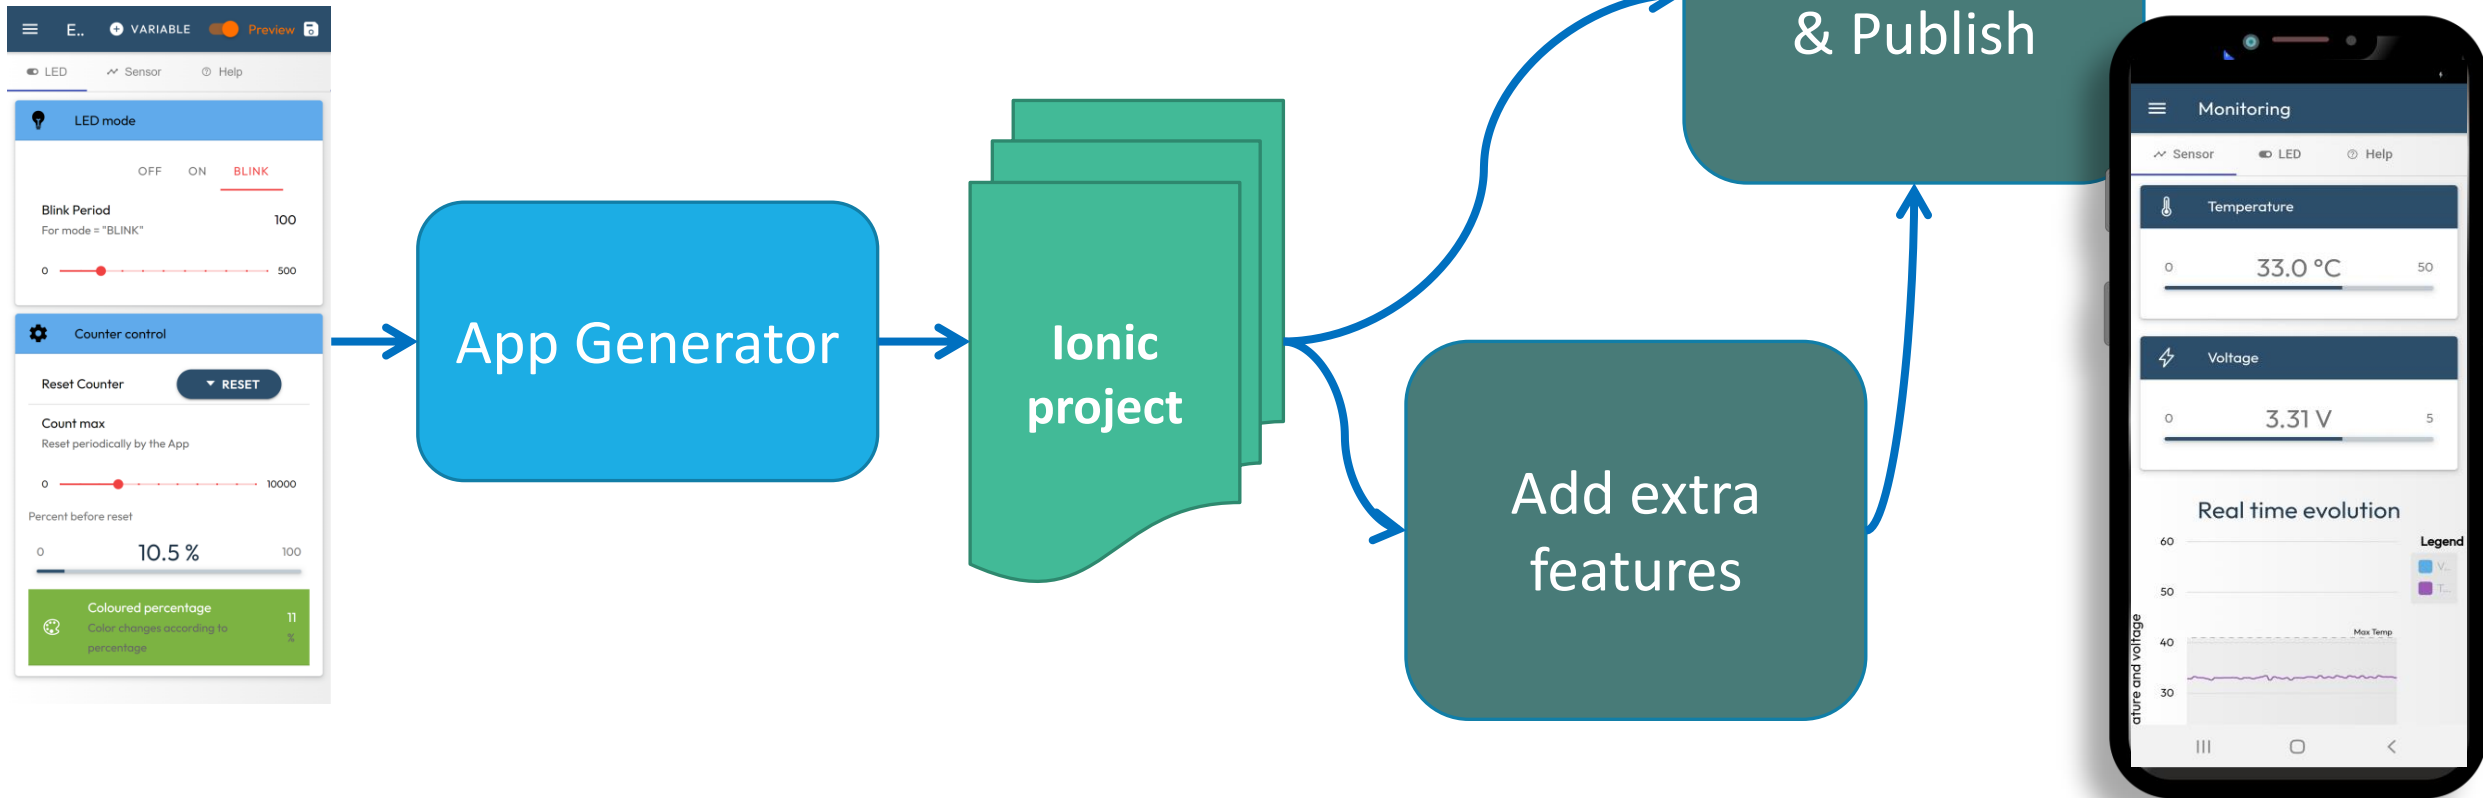 E.. VARIABLE Preview
LED Sensor Help
LED mode
OFF ON BLINK
Blink Period 100
For mode = "BLINK"
0 500
Counter control
Reset Counter RESET
Count max
Reset periodically by the App
0 10000
Percent before reset
0 10.5 % 100
Coloured percentage 11
Color changes according to %
percentage
App Generator
Ionic
project
& Publish
Add extra
features
Monitoring
Sensor LED Help
Temperature
0 33.0 °C 50
Voltage
0 3.31 V 5
Real time evolution
60
Legend
V...
T...
50
Max Temp
40
30
ature and voltage